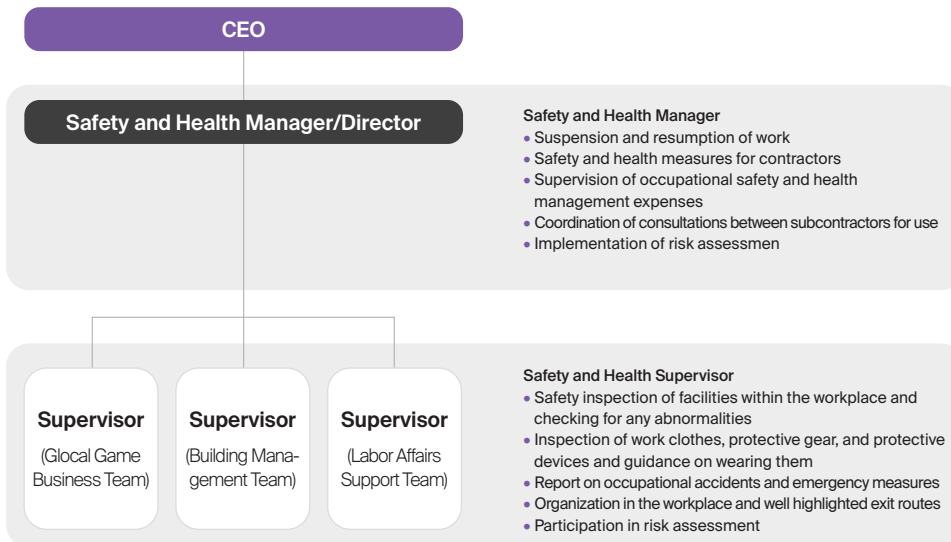 CEO
Safety and Health Manager/Director
Safety and Health Manager
• Suspension and resumption of work
• Safety and health measures for contractors
• Supervision of occupational safety and health
management expenses
• Coordination of consultations between subcontractors for use
• Implementation of risk assessmen
Supervisor
(Glocal Game
Business Team)
Supervisor
(Building Mana-
gement Team)
Supervisor
(Labor Affairs
Support Team)
Safety and Health Supervisor
• Safety inspection of facilities within the workplace and
checking for any abnormalities
• Inspection of work clothes, protective gear, and protective
devices and guidance on wearing them
• Report on occupational accidents and emergency measures
• Organization in the workplace and well highlighted exit routes
• Participation in risk assessment